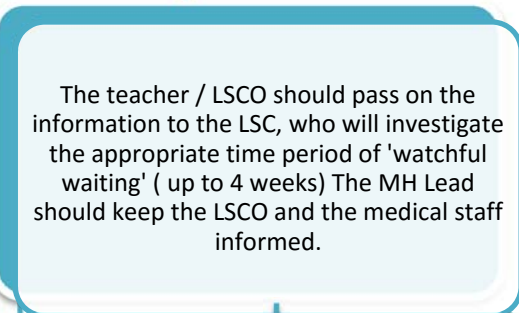 The teacher / LSCO should pass on the
information to the LSC, who will investigate
the appropriate time period of 'watchful
waiting' ( up to 4 weeks) The MH Lead
should keep the LSCO and the medical staff
informed.